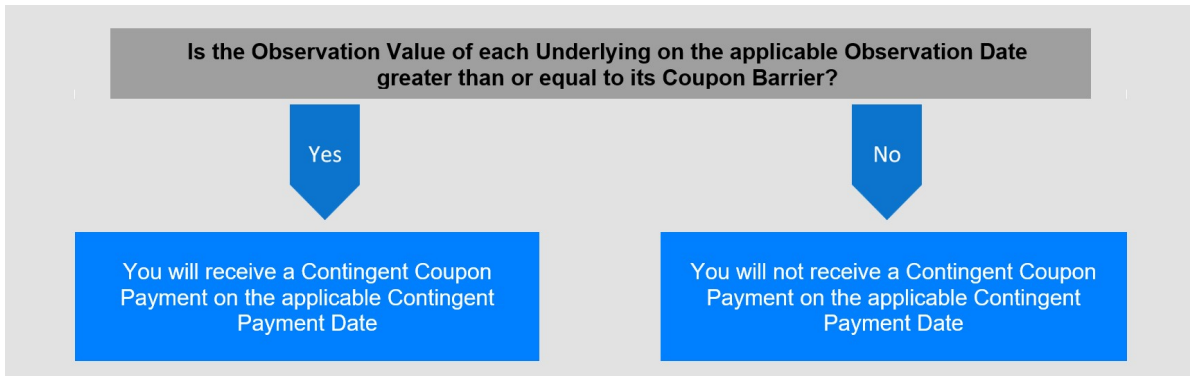 Is the Observation Value of each Underlying on the applicable Observation Date
greater than or equal to its Coupon Barrier?
Yes
No
You will receive a Contingent Coupon
Payment on the applicable Contingent
Payment Date
You will not receive a Contingent Coupon
Payment on the applicable Contingent
Payment Date